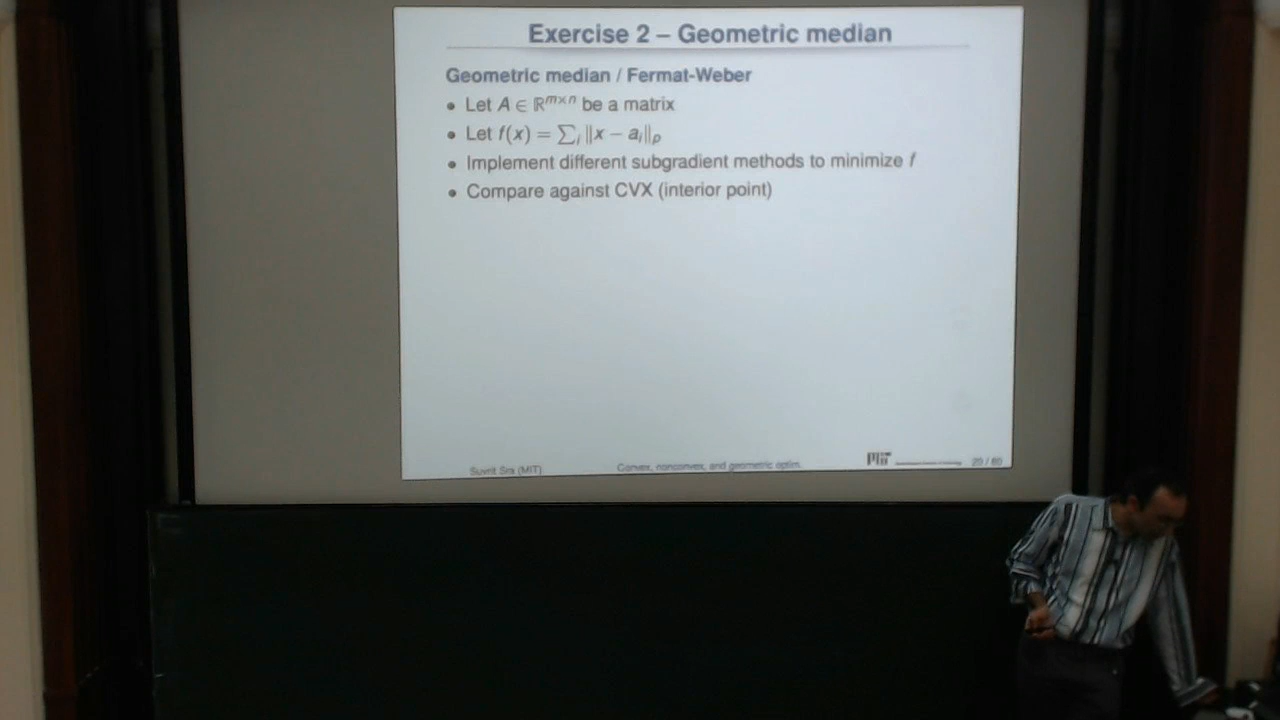 Exercise 2 – Geometric median
Geometric median / Fermat-Weber
• Let A ∈ ℝ^{m×n} be a matrix
• Let f(x) = ∑_i ‖x − a_i‖_p
• Implement different subgradient methods to minimize f
• Compare against CVX (interior point)
Suvrit Sra (MIT)
Convex, nonconvex, and geometric optim.